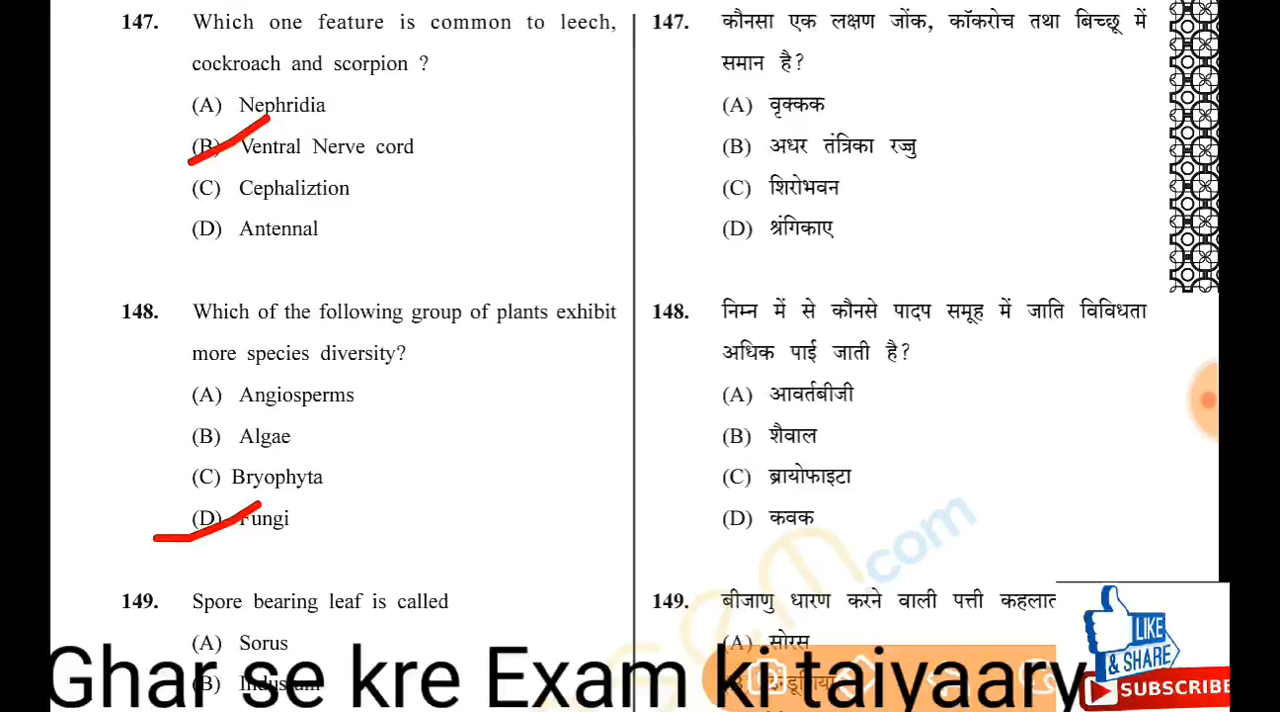 147. Which one feature is common to leech,
cockroach and scorpion ?
(A) Nephridia
(B) Ventral Nerve cord
(C) Cephaliztion
(D) Antennal
148. Which of the following group of plants exhibit
more species diversity?
(A) Angiosperms
(B) Algae
(C) Bryophyta
(D) Fungi
149. Spore bearing leaf is called
(A) Sorus
(B) Indusium
147. कौनसा एक लक्षण जोंक, कॉकरोच तथा बिच्छू में
समान है?
(A) वृक्कक
(B) अधर तंत्रिका रज्जु
(C) शिरोभवन
(D) श्रंगिकाए
148. निम्न में से कौनसे पादप समूह में जाति विविधता
अधिक पाई जाती है?
(A) आवर्तबीजी
(B) शैवाल
(C) ब्रायोफाइटा
(D) कवक
149. बीजाणु धारण करने वाली पत्ती
(A) सोरस
.com
Ghar se kre Exam ki taiyaary
LIKE
& SHARE
SUBSCRIBE